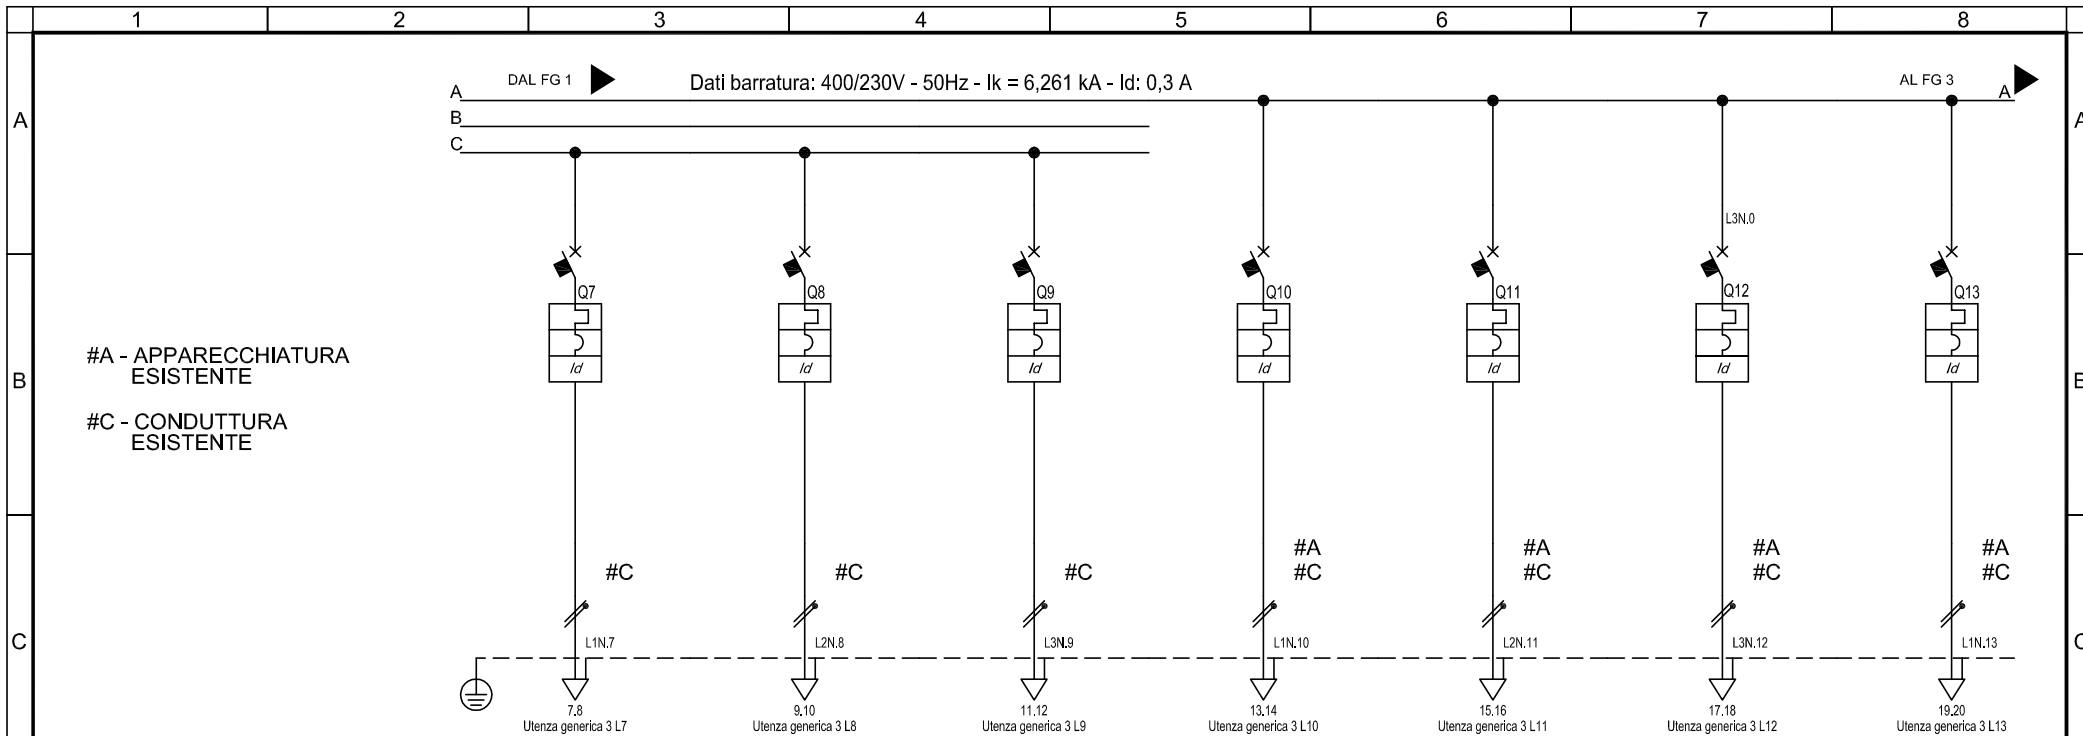 1 2 3 4 5 6 7 8
DAL FG 1 Dati barratura: 400/230V - 50Hz - Ik = 6,261 kA - Id: 0,3 A AL FG 3
A A
B
C
A A
L3N.0
Q7 Q8 Q9 Q10 Q11 Q12 Q13
#A - APPARECCHIATURA
ESISTENTE
Id Id Id Id Id Id Id
B B
#C - CONDUTTURA
ESISTENTE
#A #A #A #A
#C #C #C #C #C #C #C
C C
L1N.7 L2N.8 L3N.9 L1N.10 L2N.11 L3N.12 L1N.13
7.8 9.10 11.12 13.14 15.16 17.18 19.20
Utenza generica 3 L7 Utenza generica 3 L8 Utenza generica 3 L9 Utenza generica 3 L10 Utenza generica 3 L11 Utenza generica 3 L12 Utenza generica 3 L13